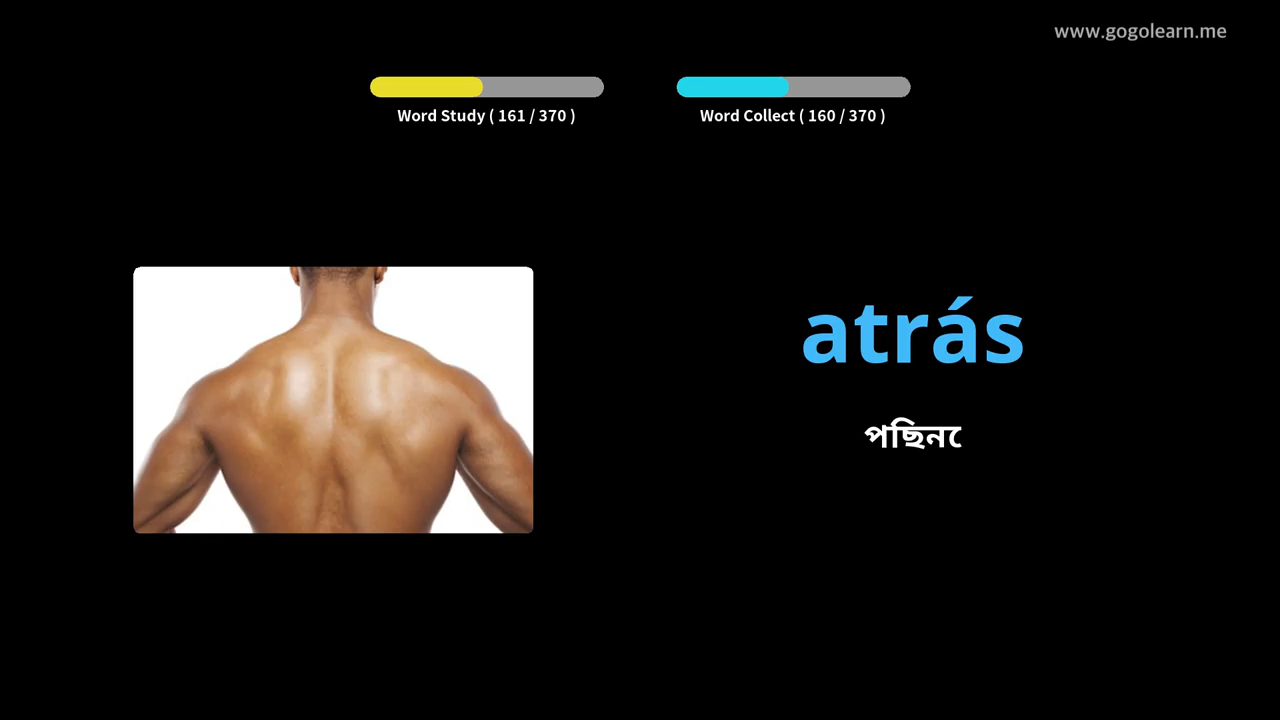 www.gogolearn.me
Word Study ( 161 / 370 )
Word Collect ( 160 / 370 )
atrás
পছিনে